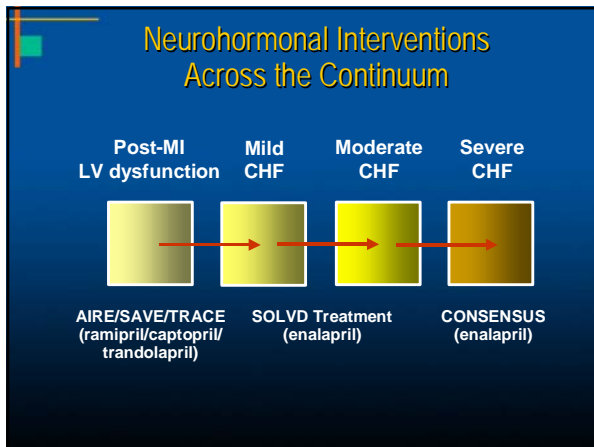 Neurohormonal Interventions
Across the Continuum
Post-MI
LV dysfunction
Mild
CHF
Moderate
CHF
Severe
CHF
AIRE/SAVE/TRACE
(ramipril/captopril/
trandolapril)
SOLVD Treatment
(enalapril)
CONSENSUS
(enalapril)